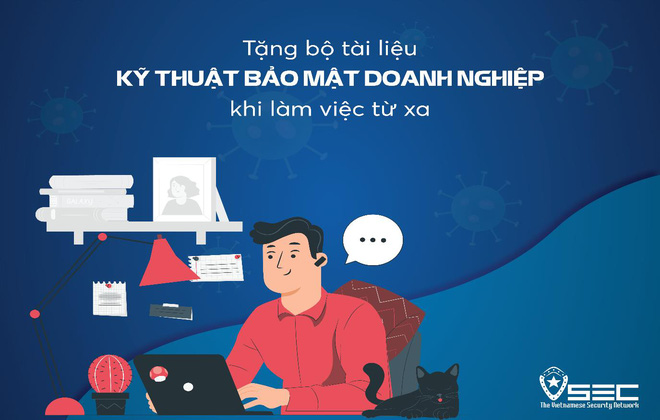 Tặng bộ tài liệu
KỸ THUẬT BẢO MẬT DOANH NGHIỆP
khi làm việc từ xa
VSEC
The Vietnamese Security Network